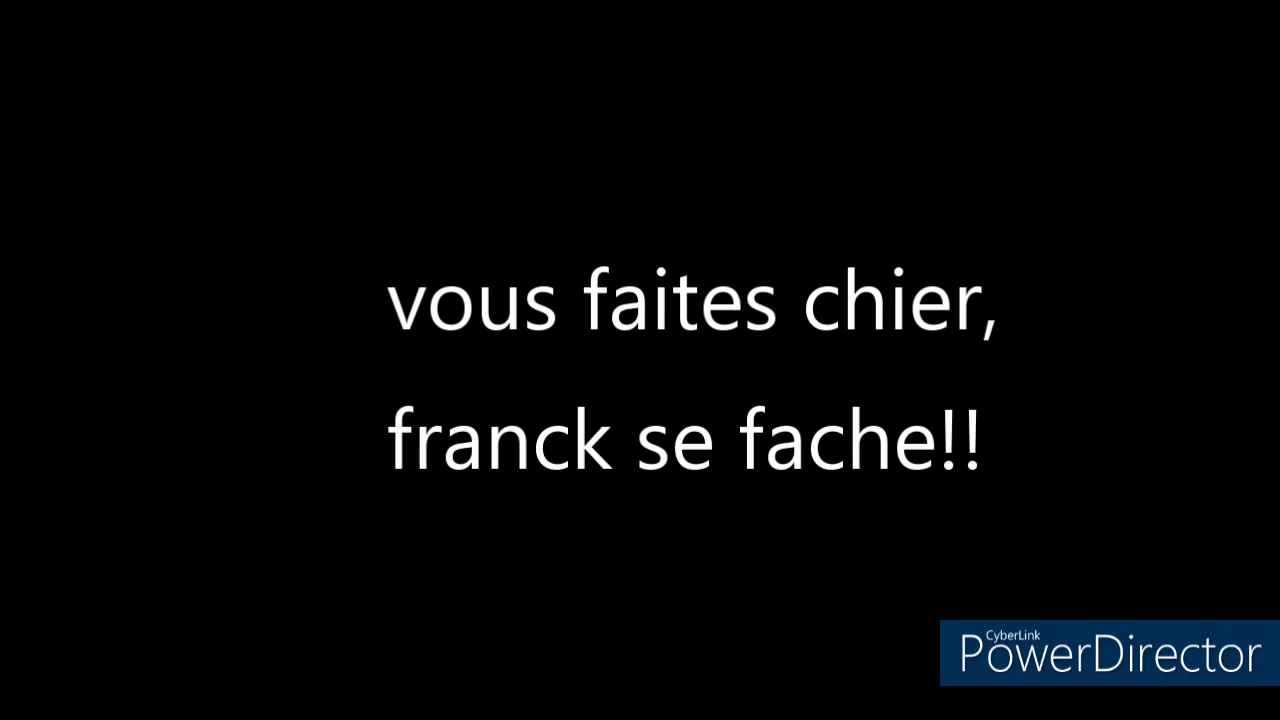 vous faites chier,
franck se fache!!
CyberLink
PowerDirector